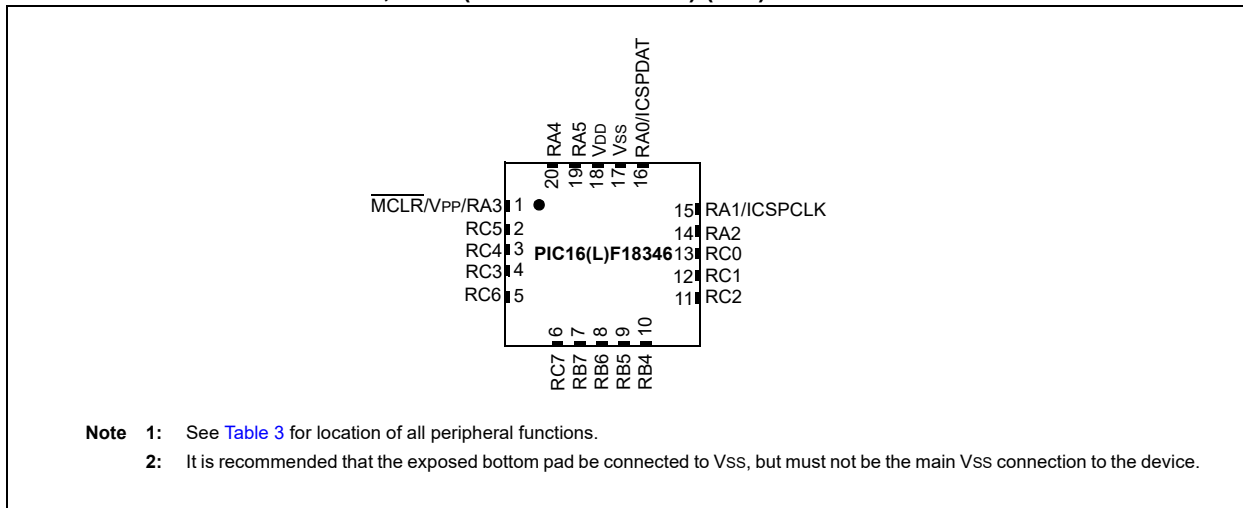 20 RA4
19 RA5
18 VDD
17 VSS
16 RA0/ICSPDAT
MCLR/VPP/RA3 1
RC5 2
RC4 3
RC3 4
RC6 5
PIC16(L)F18346
15 RA1/ICSPCLK
14 RA2
13 RC0
12 RC1
11 RC2
6 RC7
7 RB7
8 RB6
9 RB5
10 RB4
Note 1: See Table 3 for location of all peripheral functions.
2: It is recommended that the exposed bottom pad be connected to VSS, but must not be the main VSS connection to the device.